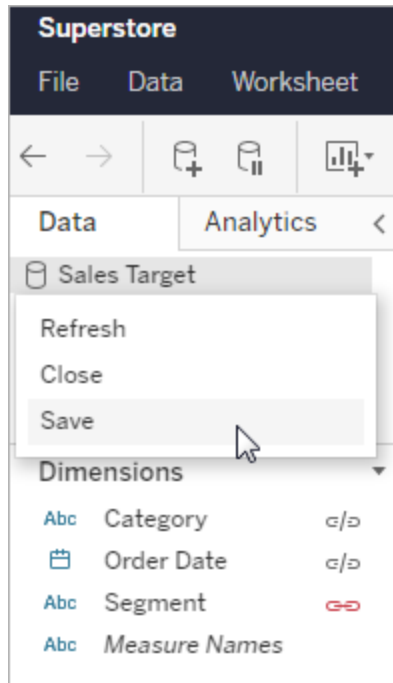 Superstore
File Data Worksheet
Data Analytics
Sales Target
Refresh
Close
Save
Dimensions
Abc Category
Order Date
Abc Segment
Abc Measure Names